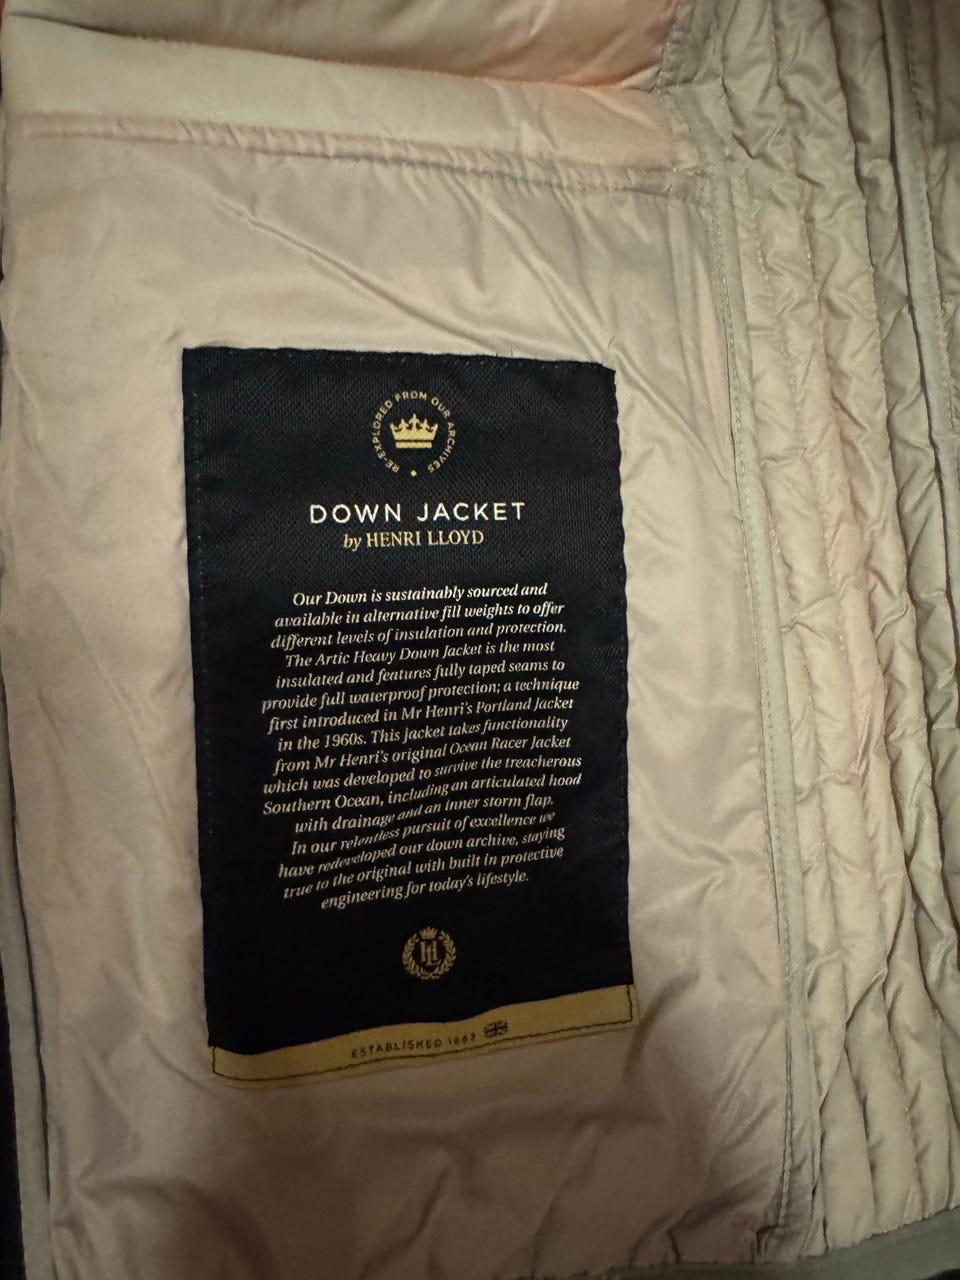 RE-EXPLORED FROM OUR ARCHIVES
DOWN JACKET
by HENRI LLOYD
Our Down is sustainably sourced and
available in alternative fill weights to offer
different levels of insulation and protection.
The Artic Heavy Down Jacket is the most
insulated and features fully taped seams to
provide full waterproof protection; a technique
first introduced in Mr Henri's Portland Jacket
in the 1960s. This jacket takes functionality
from Mr Henri's original Ocean Racer Jacket
which was developed to survive the treacherous
Southern Ocean, including an articulated hood
with drainage and an inner storm flap.
In our relentless pursuit of excellence we
have redeveloped our down archive, staying
true to the original with built in protective
engineering for today's lifestyle.
HL
ESTABLISHED 1963